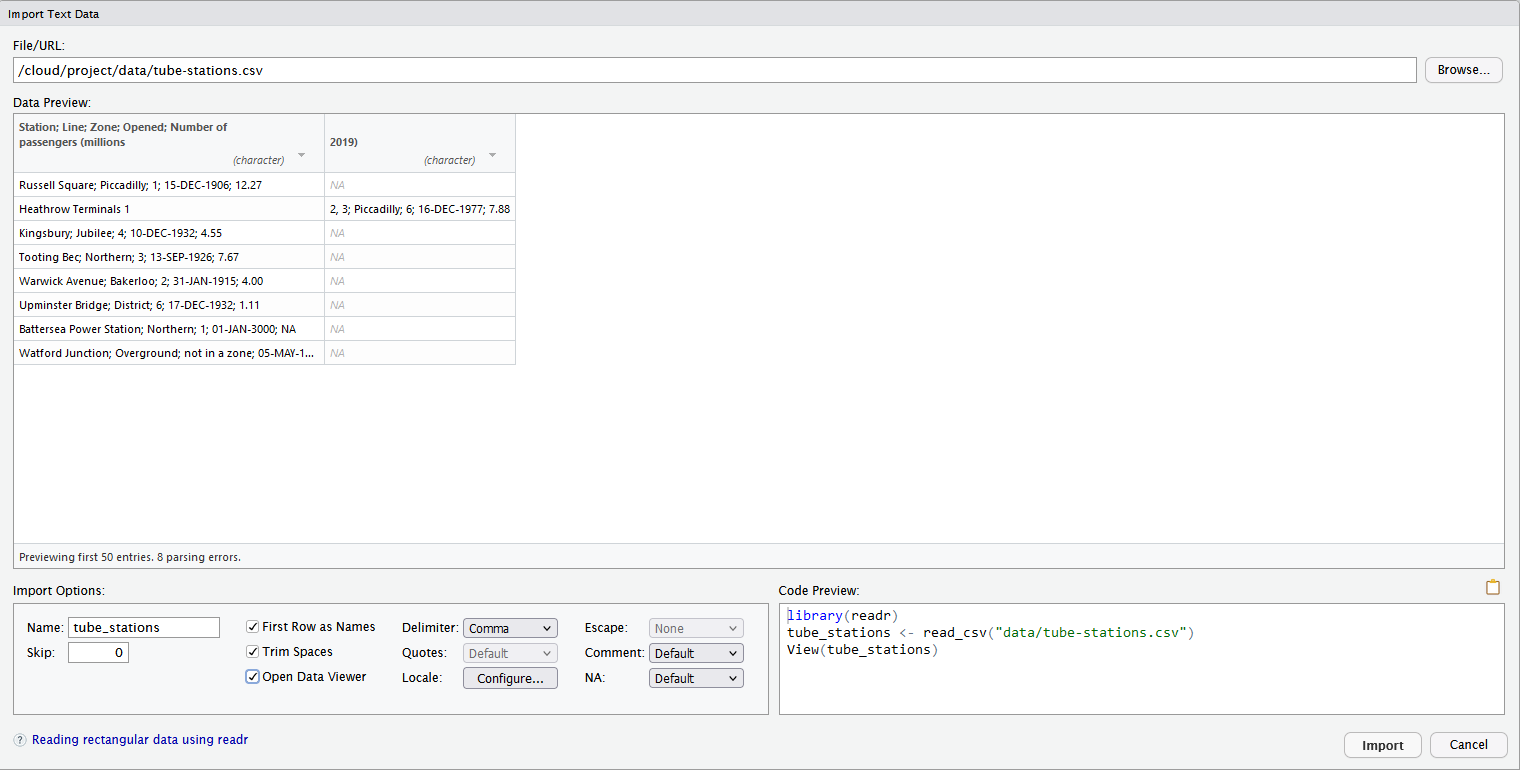 Import Text Data
File/URL:
/cloud/project/data/tube-stations.csv
Browse...
Data Preview:
Station; Line; Zone; Opened; Number of
passengers (millions
(character)
2019)
(character)
Russell Square; Piccadilly; 1; 15-DEC-1906; 12.27
NA
Heathrow Terminals 1
2, 3; Piccadilly; 6; 16-DEC-1977; 7.88
Kingsbury; Jubilee; 4; 10-DEC-1932; 4.55
NA
Tooting Bec; Northern; 3; 13-SEP-1926; 7.67
NA
Warwick Avenue; Bakerloo; 2; 31-JAN-1915; 4.00
NA
Upminster Bridge; District; 6; 17-DEC-1932; 1.11
NA
Battersea Power Station; Northern; 1; 01-JAN-3000; NA
NA
Watford Junction; Overground; not in a zone; 05-MAY-1...
NA
Previewing first 50 entries. 8 parsing errors.
Import Options:
Name: tube_stations
Skip: 0
First Row as Names
Trim Spaces
Open Data Viewer
Delimiter: Comma
Quotes: Default
Locale: Configure...
Escape: None
Comment: Default
NA: Default
Code Preview:
library(readr)
tube_stations <- read_csv("data/tube-stations.csv")
View(tube_stations)
? Reading rectangular data using readr
Import
Cancel